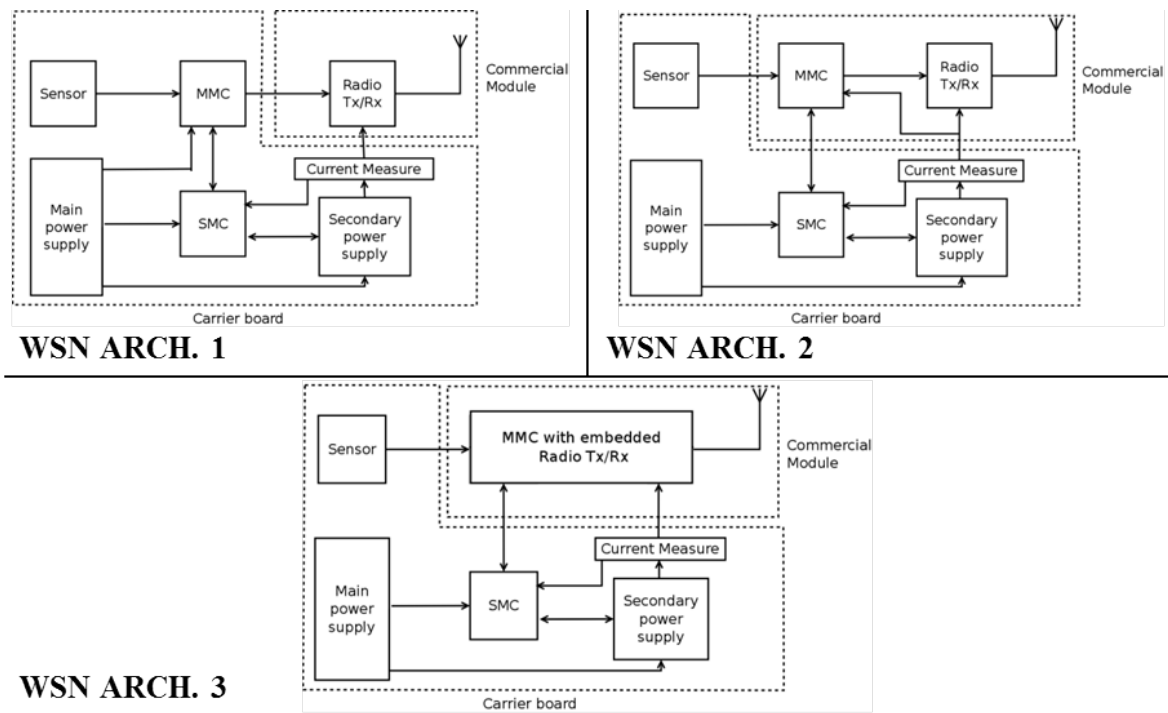 Sensor
MMC
Radio
Tx/Rx
Commercial
Module
Current Measure
Main
power
supply
SMC
Secondary
power
supply
Carrier board
WSN ARCH. 1
Sensor
MMC
Radio
Tx/Rx
Commercial
Module
Current Measure
Main
power
supply
SMC
Secondary
power
supply
Carrier board
WSN ARCH. 2
Sensor
MMC with embedded
Radio Tx/Rx
Commercial
Module
Current Measure
Main
power
supply
SMC
Secondary
power
supply
Carrier board
WSN ARCH. 3